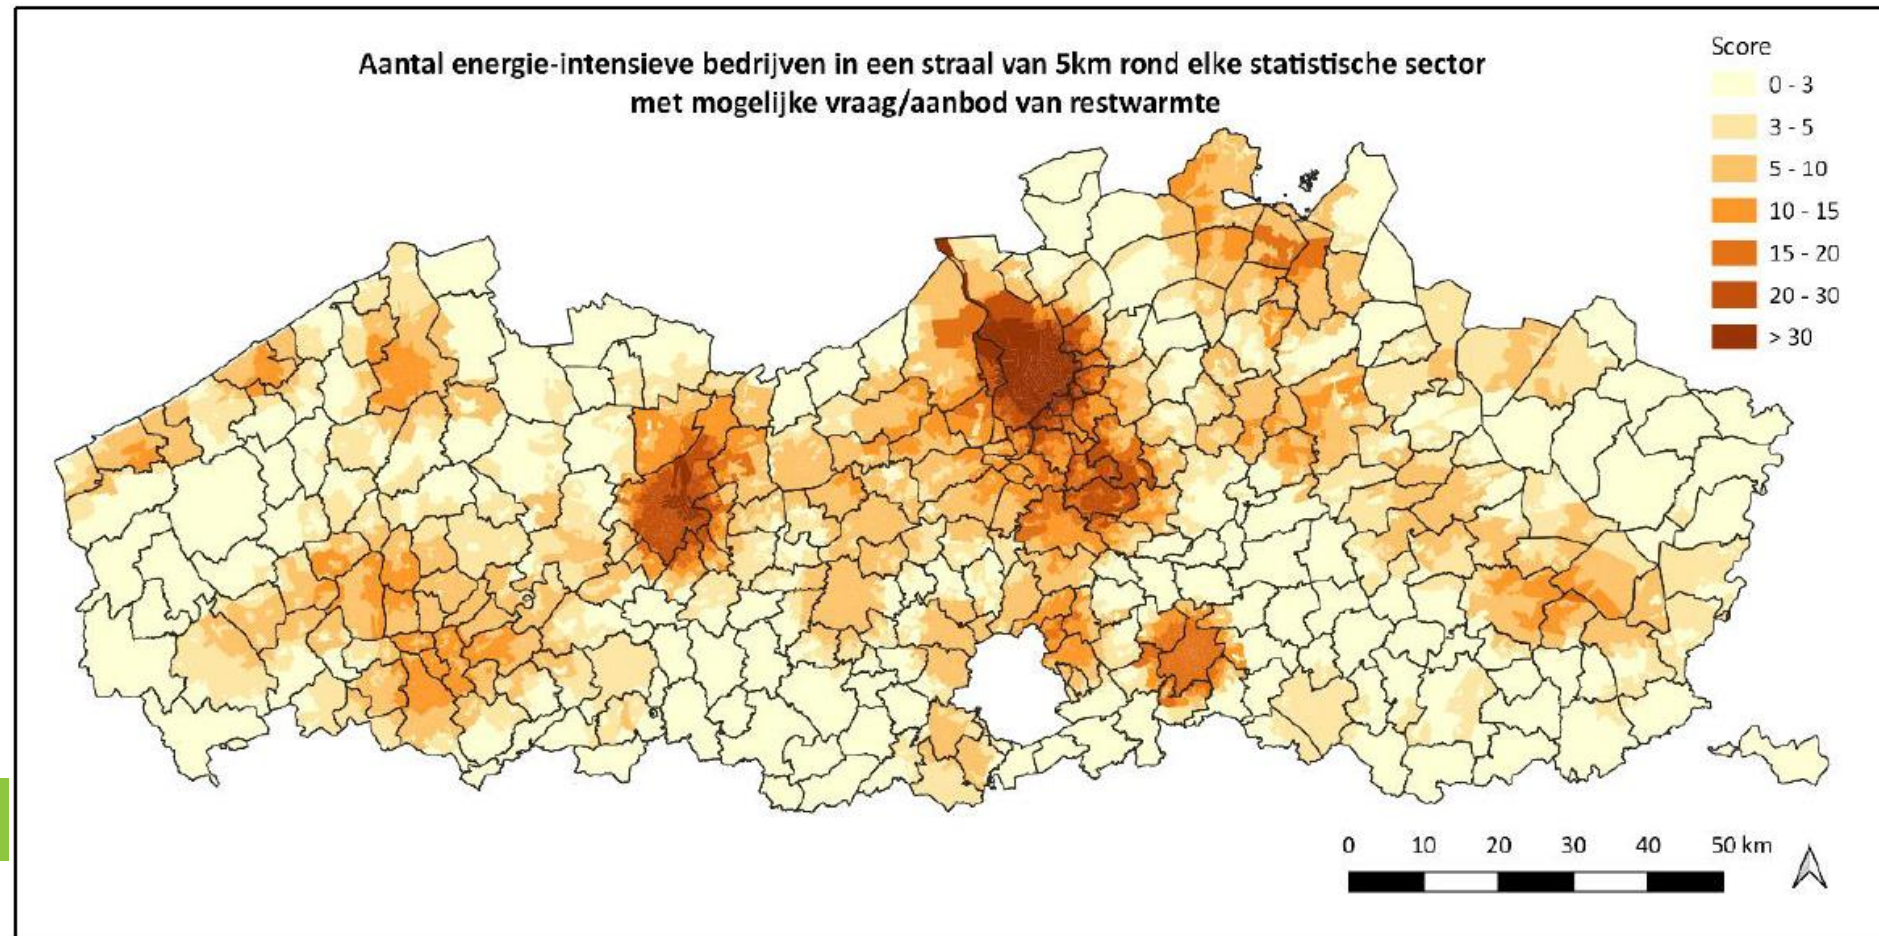 Aantal energie-intensieve bedrijven in een straal van 5km rond elke statistische sector
met mogelijke vraag/aanbod van restwarmte
Score
0 - 3
3 - 5
5 - 10
10 - 15
15 - 20
20 - 30
> 30
0 10 20 30 40 50 km